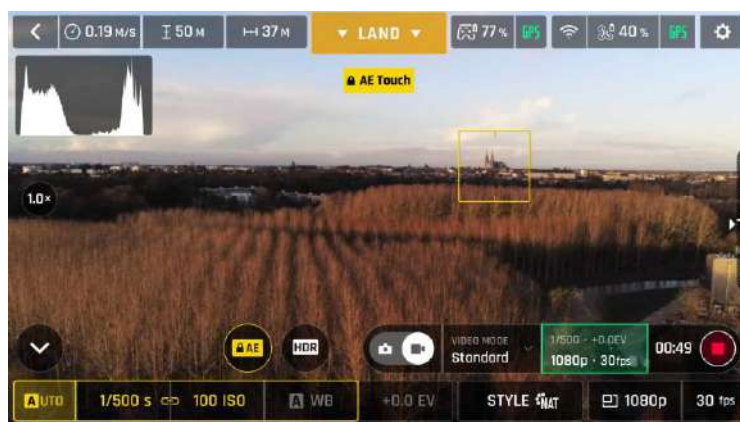 0.19 M/S 50 M 37 M LAND 77 % GPS 40 % GPS
AE Touch
1.0×
AE HDR
VIDEO MODE
Standard
1/500 · +0.0EV
1080p · 30fps
00:49
AUTO 1/500 s 100 ISO A WB +0.0 EV STYLE NAT 1080p 30 fps